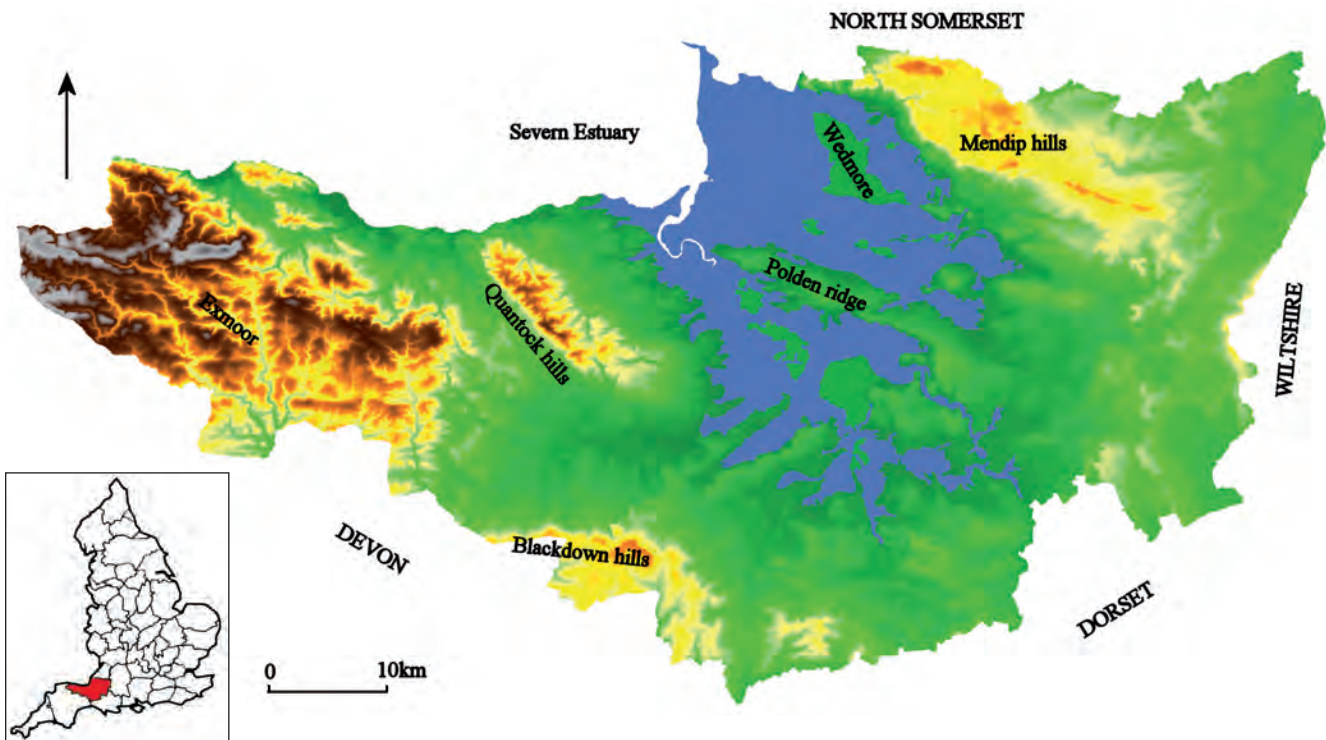 NORTH SOMERSET
Severn Estuary
Wedmore
Mendip hills
Polden ridge
Exmoor
Quantock hills
WILTSHIRE
DEVON
Blackdown hills
DORSET
0 10km